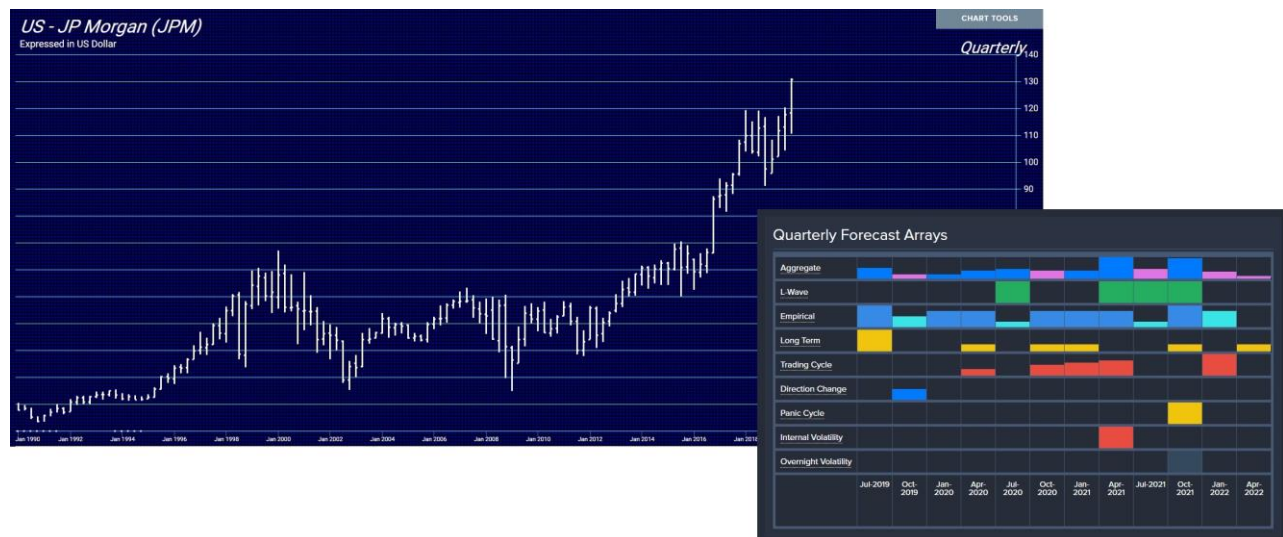 US - JP Morgan (JPM)
CHART TOOLS
Expressed in US Dollar
Quarterly
140
130
120
110
100
90
Jan 1990 Jan 1992 Jan 1994 Jan 1996 Jan 1998 Jan 2000 Jan 2002 Jan 2004 Jan 2006 Jan 2008 Jan 2010 Jan 2012 Jan 2014 Jan 2016
Quarterly Forecast Arrays
Aggregate
L-Wave
Empirical
Long Term
Trading Cycle
Direction Change
Panic Cycle
Internal Volatility
Overnight Volatility
Jul-2019 Oct-2019 Jan-2020 Apr-2020 Jul-2020 Oct-2020 Jan-2021 Apr-2021 Jul-2021 Oct-2021 Jan-2022 Apr-2022